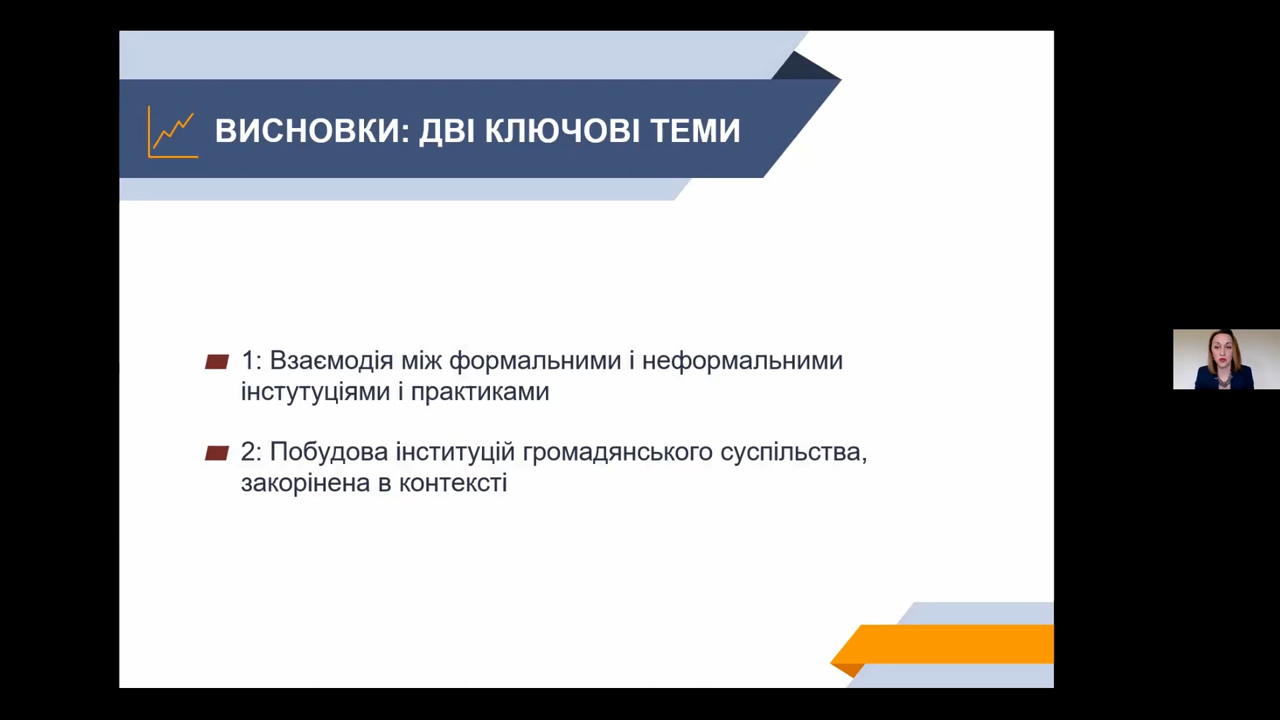 ВИСНОВКИ: ДВІ КЛЮЧОВІ ТЕМИ
1: Взаємодія між формальними і неформальними
інстутуціями і практиками
2: Побудова інституцій громадянського суспільства,
закорінена в контексті